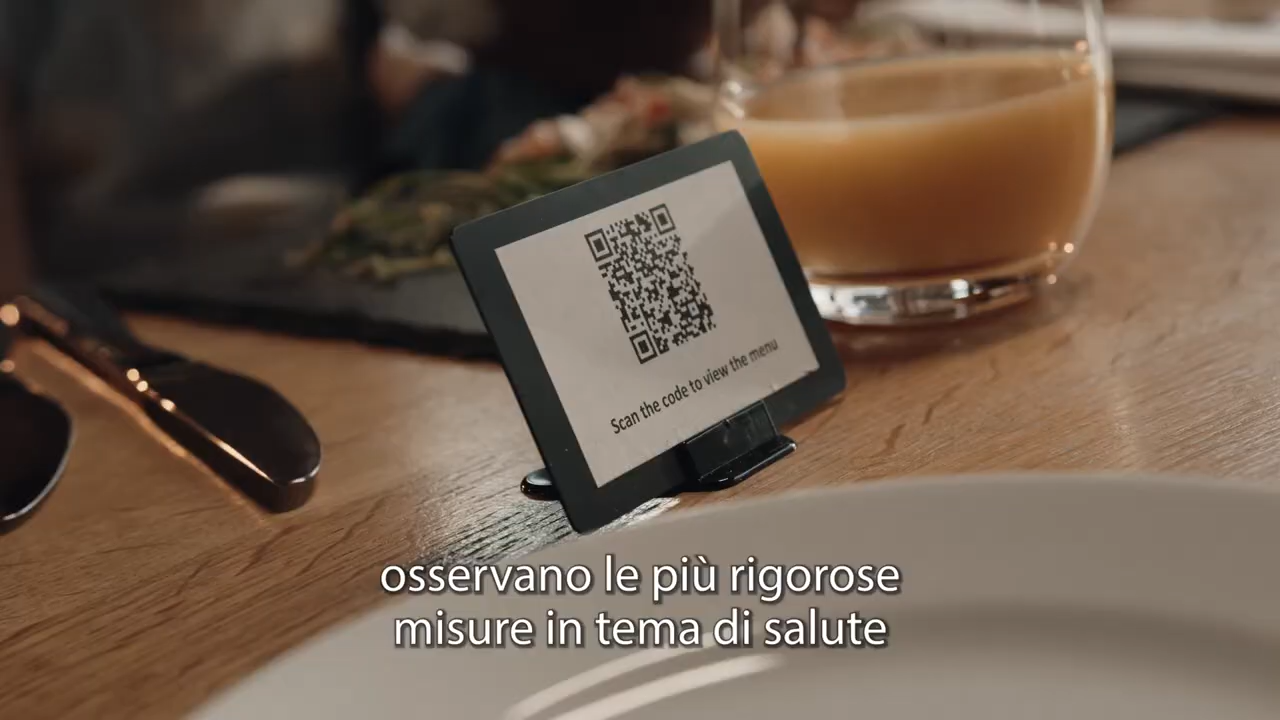 Scan the code to view the menu
osservano le più rigorose
misure in tema di salute